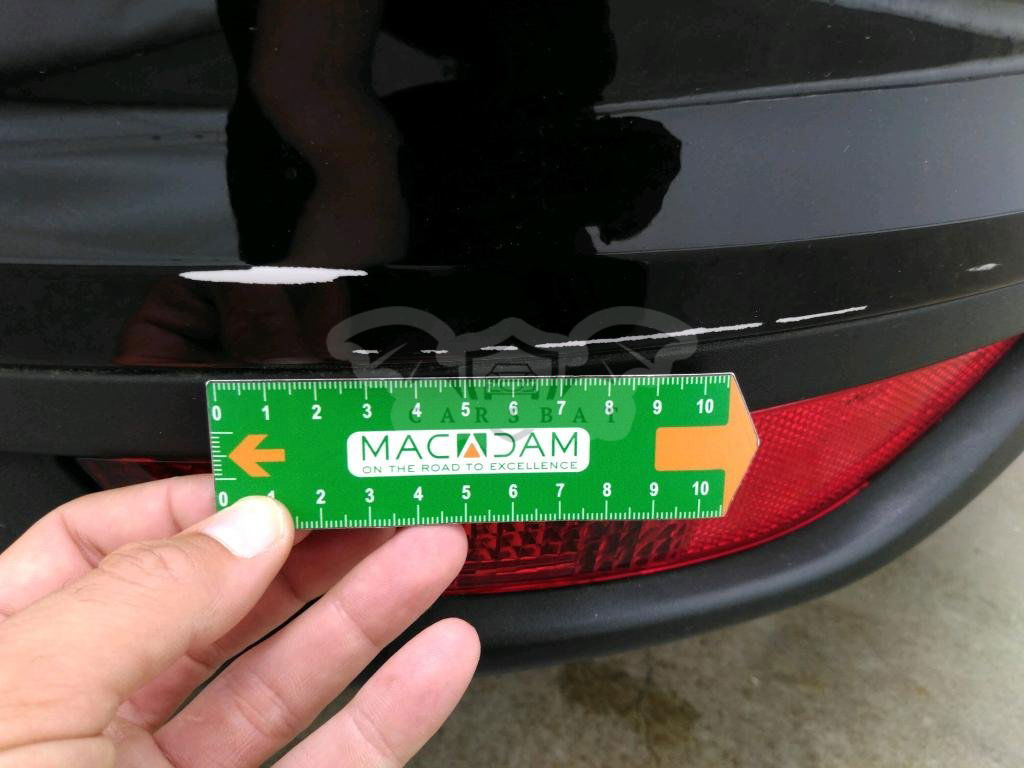 0 1 2 3 4 5 6 7 8 9 10
CARSBAT
MACADAM
ON THE ROAD TO EXCELLENCE
0 1 2 3 4 5 6 7 8 9 10